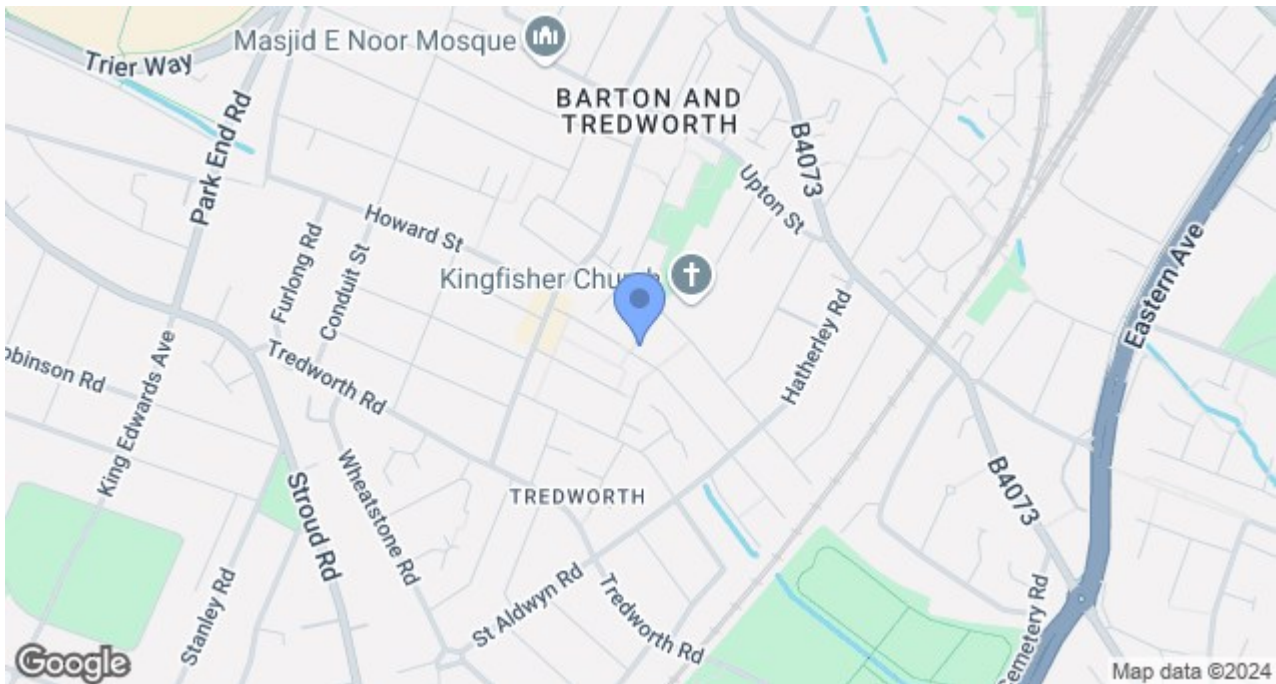 Masjid E Noor Mosque
Trier Way
BARTON AND
TREDWORTH
B4073
Park End Rd
Upton St
Howard St
Furlong Rd
Conduit St
Kingfisher Church
Eastern Ave
Hatherley Rd
obinson Rd
Tredworth Rd
King Edwards Ave
Wheatstone Rd
TREDWORTH
B4073
Stroud Rd
Stanley Rd
St Aldwyn Rd
Tredworth Rd
Cemetery Rd
Google
Map data ©2024